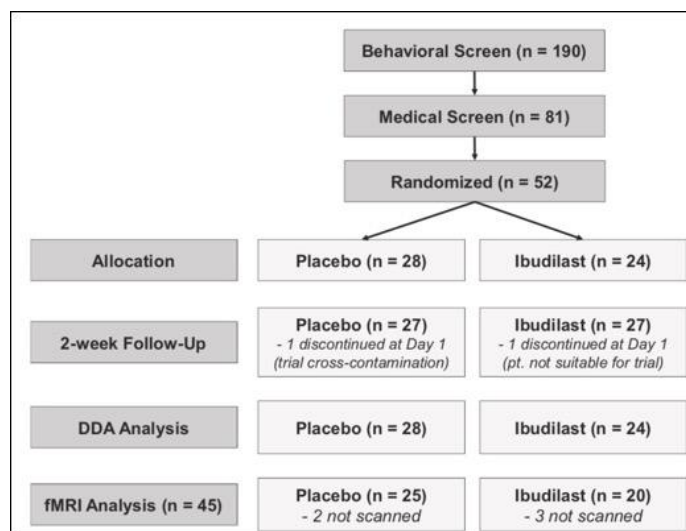 Behavioral Screen (n = 190)
Medical Screen (n = 81)
Randomized (n = 52)
Allocation
Placebo (n = 28)
Ibudilast (n = 24)
2-week Follow-Up
Placebo (n = 27)
- 1 discontinued at Day 1
(trial cross-contamination)
Ibudilast (n = 27)
- 1 discontinued at Day 1
(pt. not suitable for trial)
DDA Analysis
Placebo (n = 28)
Ibudilast (n = 24)
fMRI Analysis (n = 45)
Placebo (n = 25)
- 2 not scanned
Ibudilast (n = 20)
- 3 not scanned